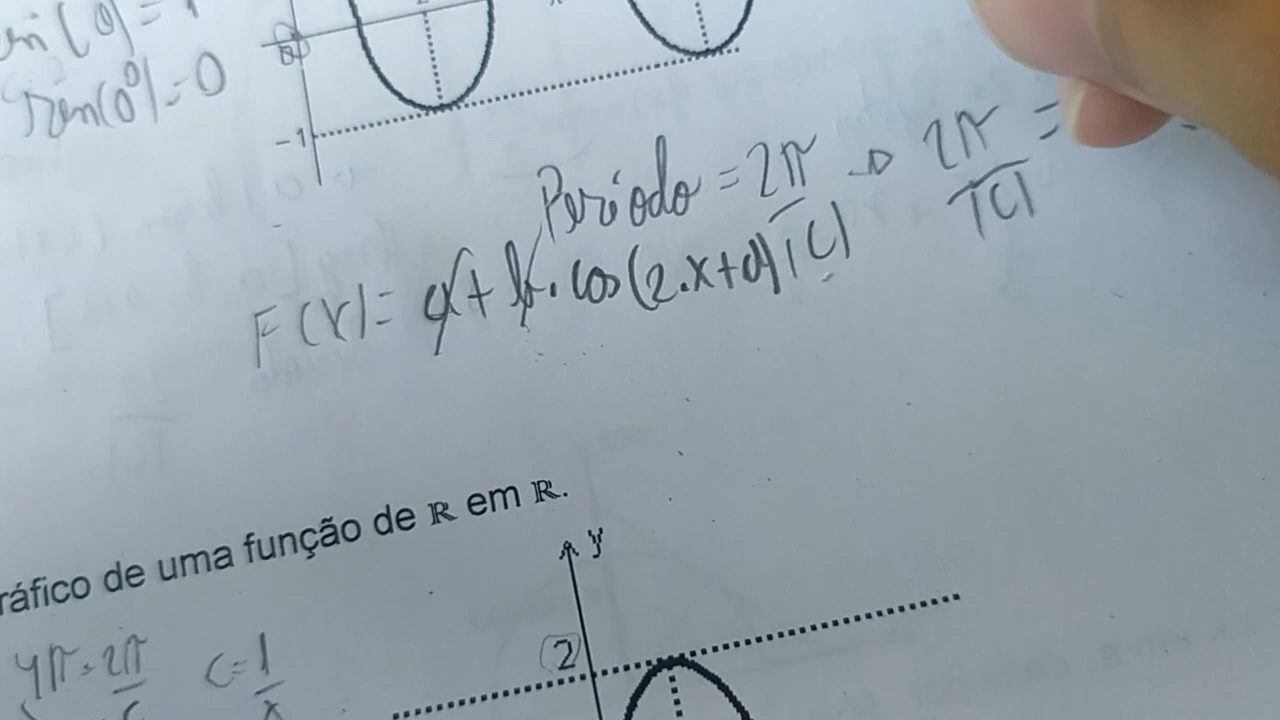 sen(0°)=0
-1
Período = 2π/|c| → 2π/|c| =
F(x)= a+b.cos(2.x+d)
ráfico de uma função de ℝ em ℝ.
y
4π=2π c=1
2